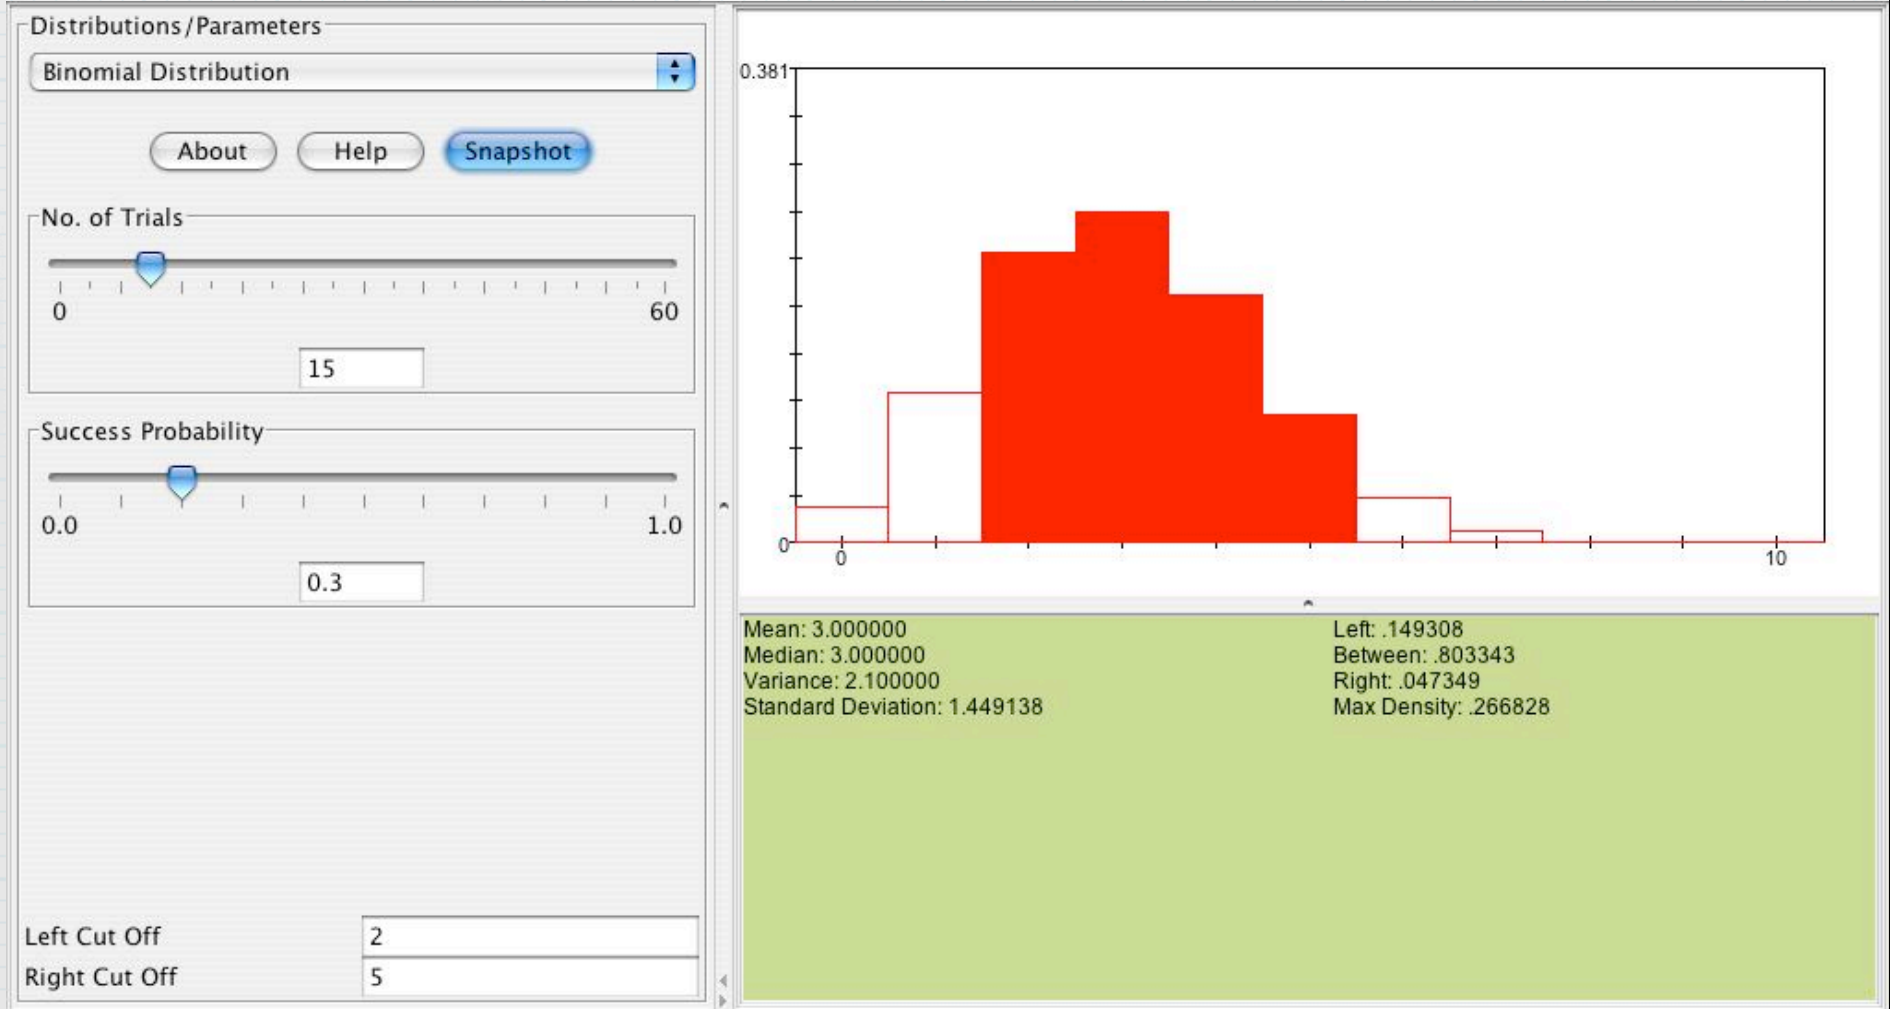 Distributions/Parameters
Binomial Distribution
About Help Snapshot
No. of Trials
0 60
15
Success Probability
0.0 1.0
0.3
Left Cut Off 2
Right Cut Off 5
0.381
0
0 10
Mean: 3.000000
Median: 3.000000
Variance: 2.100000
Standard Deviation: 1.449138
Left: .149308
Between: .803343
Right: .047349
Max Density: .266828